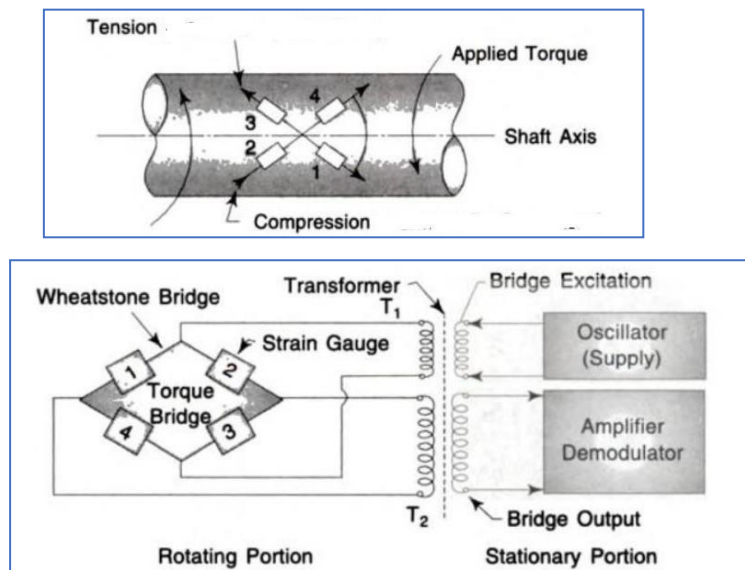 Tension
Applied Torque
4
3
Shaft Axis
2
1
Compression
Transformer
Bridge Excitation
Wheatstone Bridge
T1
Strain Gauge
Oscillator
(Supply)
1
2
Torque
Bridge
4
3
Amplifier
Demodulator
T2
Bridge Output
Rotating Portion
Stationary Portion